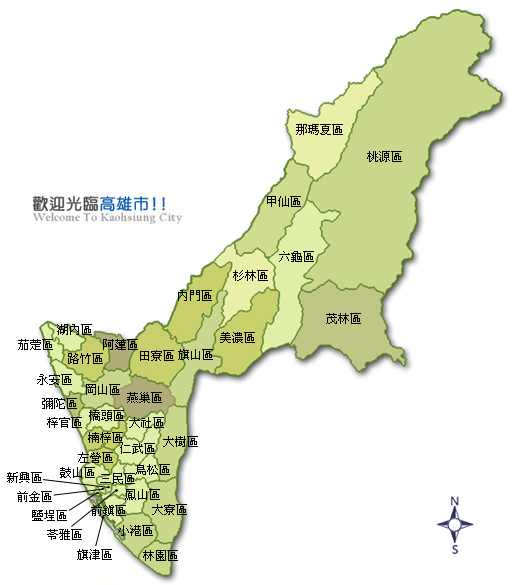 那瑪夏區
桃源區
甲仙區
歡迎光臨高雄市!!
Welcome To Kaohsiung City
六龜區
杉林區
內門區
茂林區
湖內區
茄萣區
阿蓮區
美濃區
路竹區
田寮區
旗山區
永安區
岡山區
燕巢區
彌陀區
橋頭區
梓官區
大社區
楠梓區
大樹區
仁武區
左營區
鼓山區
鳥松區
新興區
三民區
前金區
鳳山區
鹽埕區
前鎮區
大寮區
苓雅區
小港區
旗津區
林園區
N
S